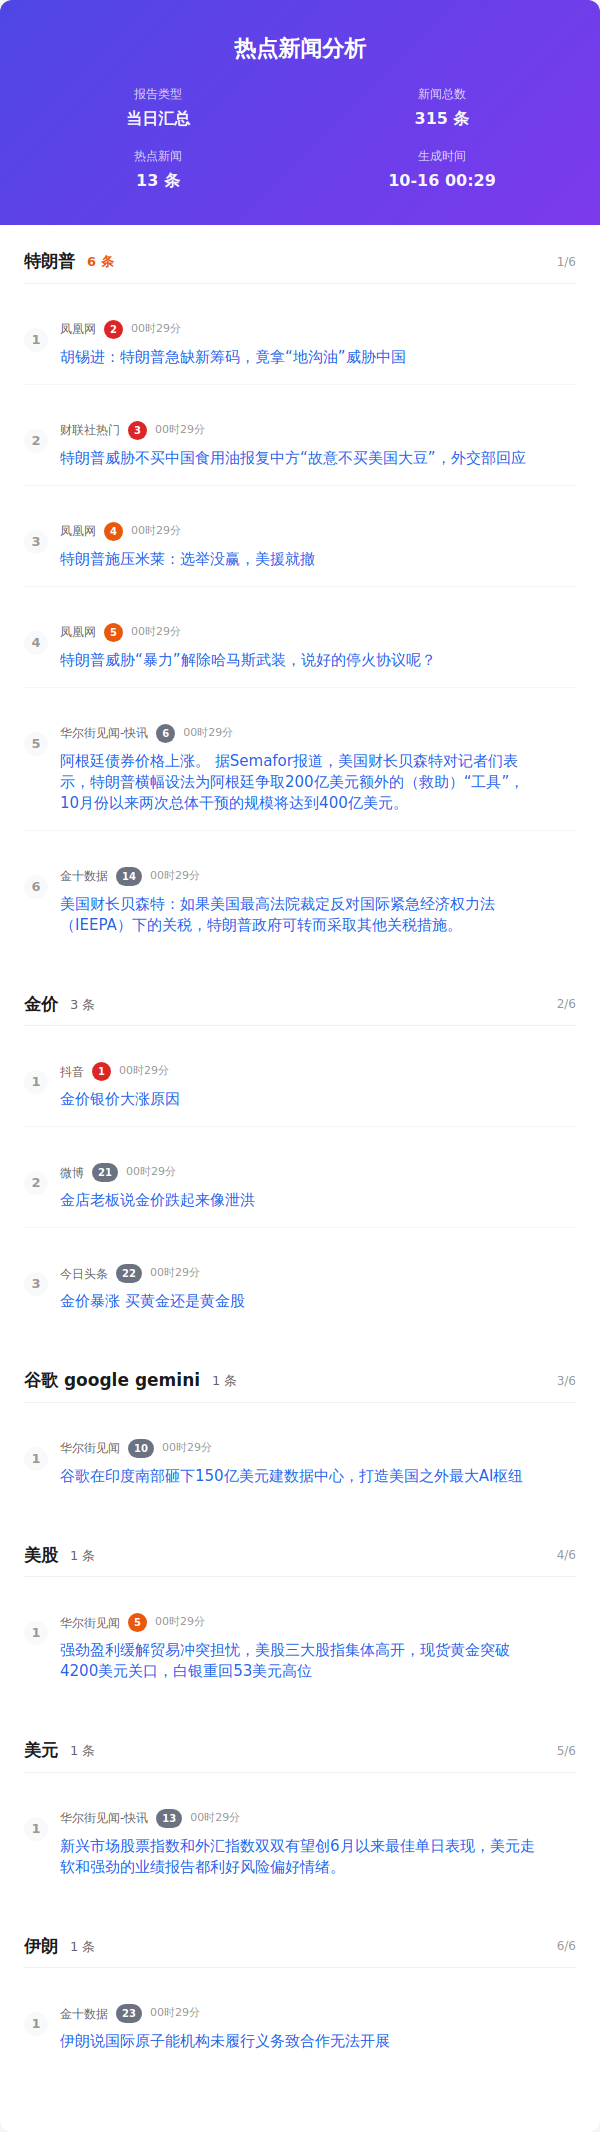 热点新闻分析
报告类型
新闻总数
当日汇总
315 条
热点新闻
生成时间
13 条
10-16 00:29
特朗普 6 条 1/6
1
凤凰网 2 00时29分
胡锡进：特朗普急缺新筹码，竟拿“地沟油”威胁中国
2
财联社热门 3 00时29分
特朗普威胁不买中国食用油报复中方“故意不买美国大豆”，外交部回应
3
凤凰网 4 00时29分
特朗普施压米莱：选举没赢，美援就撤
4
凤凰网 5 00时29分
特朗普威胁“暴力”解除哈马斯武装，说好的停火协议呢？
5
华尔街见闻-快讯 6 00时29分
阿根廷债券价格上涨。 据Semafor报道，美国财长贝森特对记者们表
示，特朗普横幅设法为阿根廷争取200亿美元额外的（救助）“工具”，
10月份以来两次总体干预的规模将达到400亿美元。
6
金十数据 14 00时29分
美国财长贝森特：如果美国最高法院裁定反对国际紧急经济权力法
（IEEPA）下的关税，特朗普政府可转而采取其他关税措施。
金价 3 条 2/6
1
抖音 1 00时29分
金价银价大涨原因
2
微博 21 00时29分
金店老板说金价跌起来像泄洪
3
今日头条 22 00时29分
金价暴涨 买黄金还是黄金股
谷歌 google gemini 1 条 3/6
1
华尔街见闻 10 00时29分
谷歌在印度南部砸下150亿美元建数据中心，打造美国之外最大AI枢纽
美股 1 条 4/6
1
华尔街见闻 5 00时29分
强劲盈利缓解贸易冲突担忧，美股三大股指集体高开，现货黄金突破
4200美元关口，白银重回53美元高位
美元 1 条 5/6
1
华尔街见闻-快讯 13 00时29分
新兴市场股票指数和外汇指数双双有望创6月以来最佳单日表现，美元走
软和强劲的业绩报告都利好风险偏好情绪。
伊朗 1 条 6/6
1
金十数据 23 00时29分
伊朗说国际原子能机构未履行义务致合作无法开展